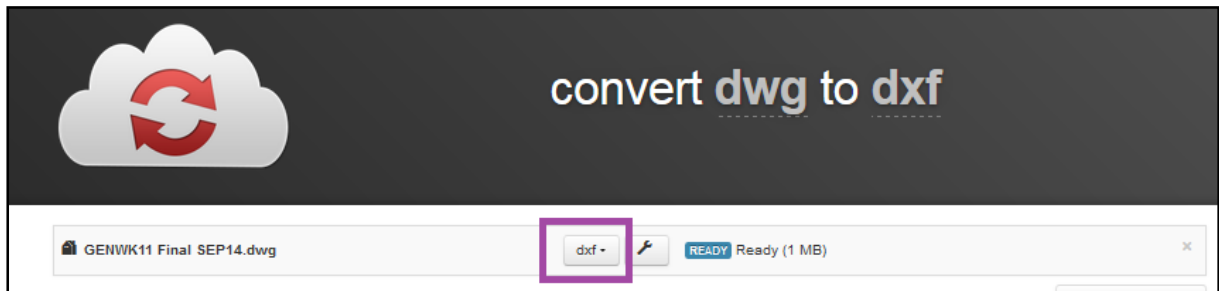 convert dwg to dxf
GENWK11 Final SEP14.dwg dxf READY Ready (1 MB) ×